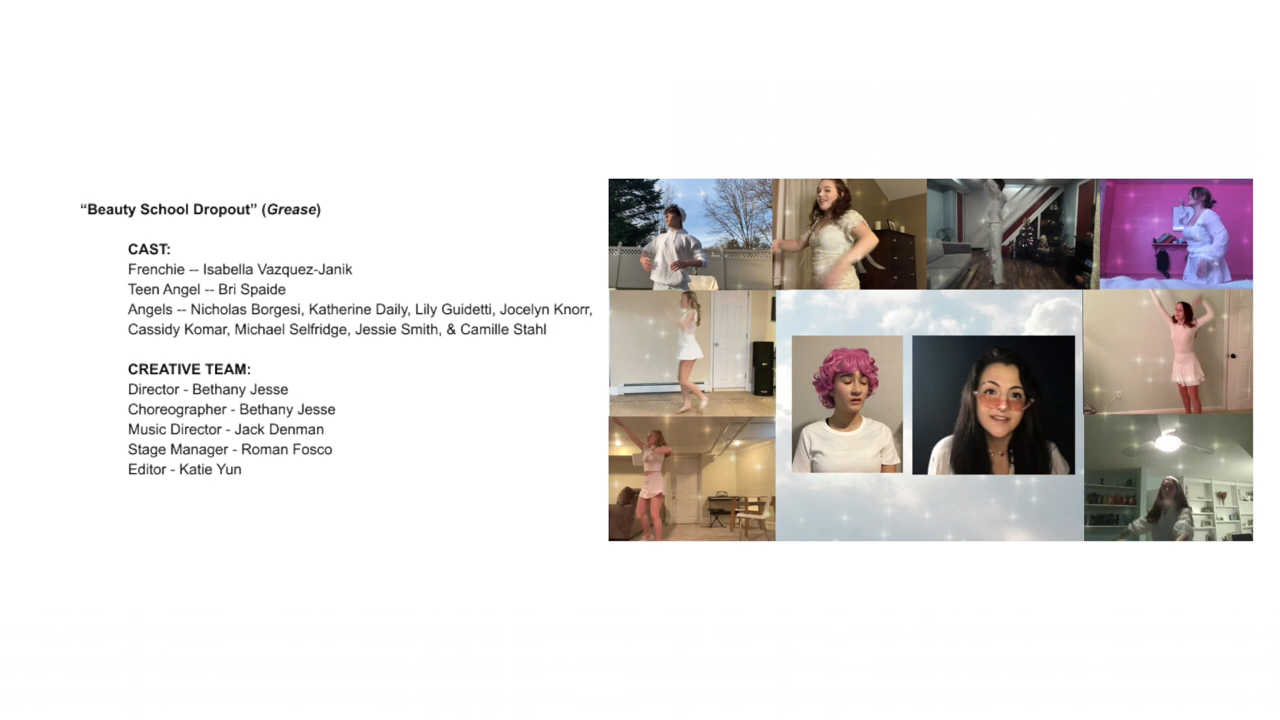 “Beauty School Dropout” (Grease)
CAST:
Frenchie -- Isabella Vazquez-Janik
Teen Angel -- Bri Spaide
Angels -- Nicholas Borgesi, Katherine Daily, Lily Guidetti, Jocelyn Knorr,
Cassidy Komar, Michael Selfridge, Jessie Smith, & Camille Stahl
CREATIVE TEAM:
Director - Bethany Jesse
Choreographer - Bethany Jesse
Music Director - Jack Denman
Stage Manager - Roman Fosco
Editor - Katie Yun